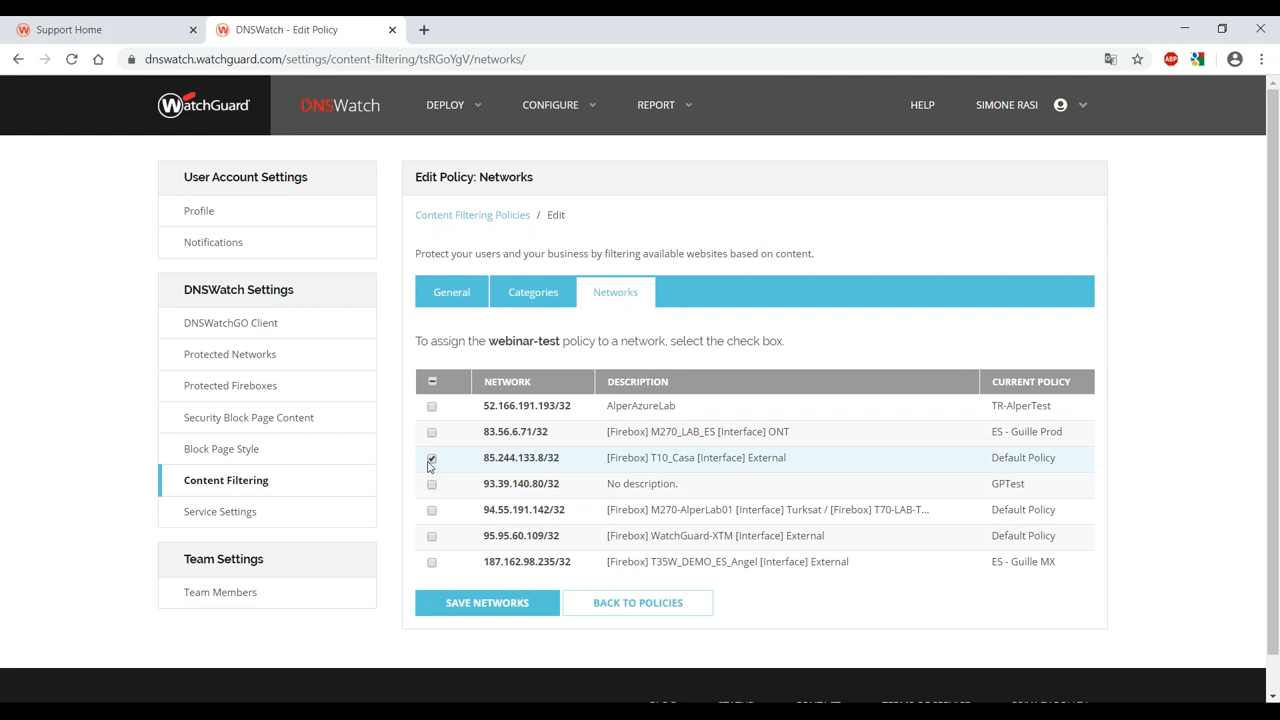 Support Home
DNSWatch - Edit Policy
dnswatch.watchguard.com/settings/content-filtering/tsRGoYgW/networks/
ABP
WatchGuard
DNSWatch
DEPLOY
CONFIGURE
REPORT
HELP
SIMONE RASI
User Account Settings
Profile
Notifications
DNSWatch Settings
DNSWatchGO Client
Protected Networks
Protected Fireboxes
Security Block Page Content
Block Page Style
Content Filtering
Service Settings
Team Settings
Team Members
Edit Policy: Networks
Content Filtering Policies / Edit
Protect your users and your business by filtering available websites based on content.
General Categories Networks
To assign the webinar-test policy to a network, select the check box.
NETWORK DESCRIPTION CURRENT POLICY
52.166.191.193/32 AlperAzureLab TR-AlperTest
83.56.6.71/32 [Firebox] M270_LAB_ES [Interface] ONT ES - Guille Prod
85.244.133.8/32 [Firebox] T10_Casa [Interface] External Default Policy
93.39.140.80/32 No description. GPTest
94.55.191.142/32 [Firebox] M270-AlperLab01 [Interface] Turksat / [Firebox] T70-LAB-T... Default Policy
95.95.60.109/32 [Firebox] WatchGuard-XTM [Interface] External Default Policy
187.162.98.235/32 [Firebox] T35W_DEMO_ES_Angel [Interface] External ES - Guille MX
SAVE NETWORKS BACK TO POLICIES